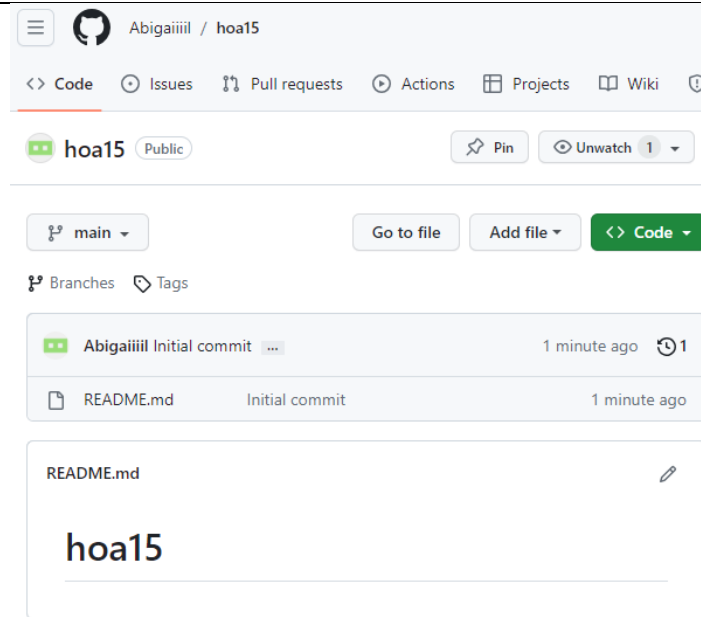 Abigaiiiil / hoa15
<> Code Issues Pull requests Actions Projects Wiki
hoa15 Public Pin Unwatch 1
main Go to file Add file <> Code
Branches Tags
Abigaiiiil Initial commit ... 1 minute ago 1
README.md Initial commit 1 minute ago
README.md
hoa15